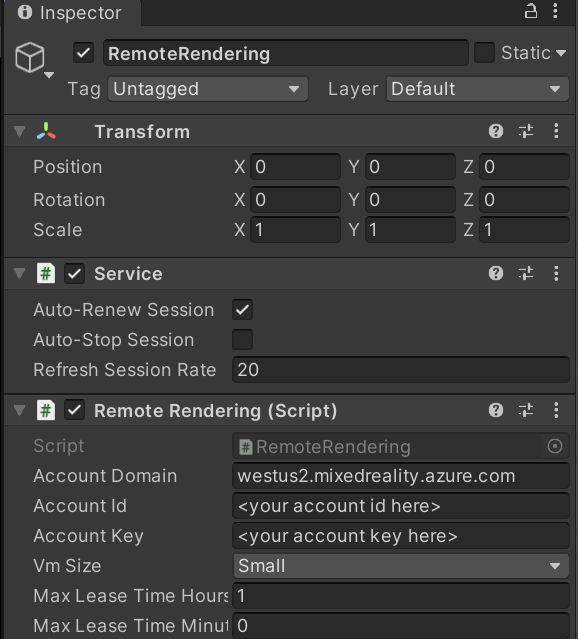 Inspector
RemoteRendering Static
Tag Untagged Layer Default
Transform
Position X 0 Y 0 Z 0
Rotation X 0 Y 0 Z 0
Scale X 1 Y 1 Z 1
# Service
Auto-Renew Session
Auto-Stop Session
Refresh Session Rate 20
# Remote Rendering (Script)
Script # RemoteRendering
Account Domain westus2.mixedreality.azure.com
Account Id <your account id here>
Account Key <your account key here>
Vm Size Small
Max Lease Time Hours 1
Max Lease Time Minut 0